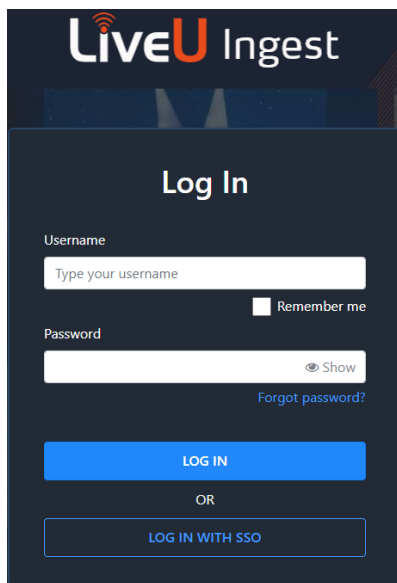 LiveU Ingest
Log In
Username
Type your username
Remember me
Password
Show
Forgot password?
LOG IN
OR
LOG IN WITH SSO